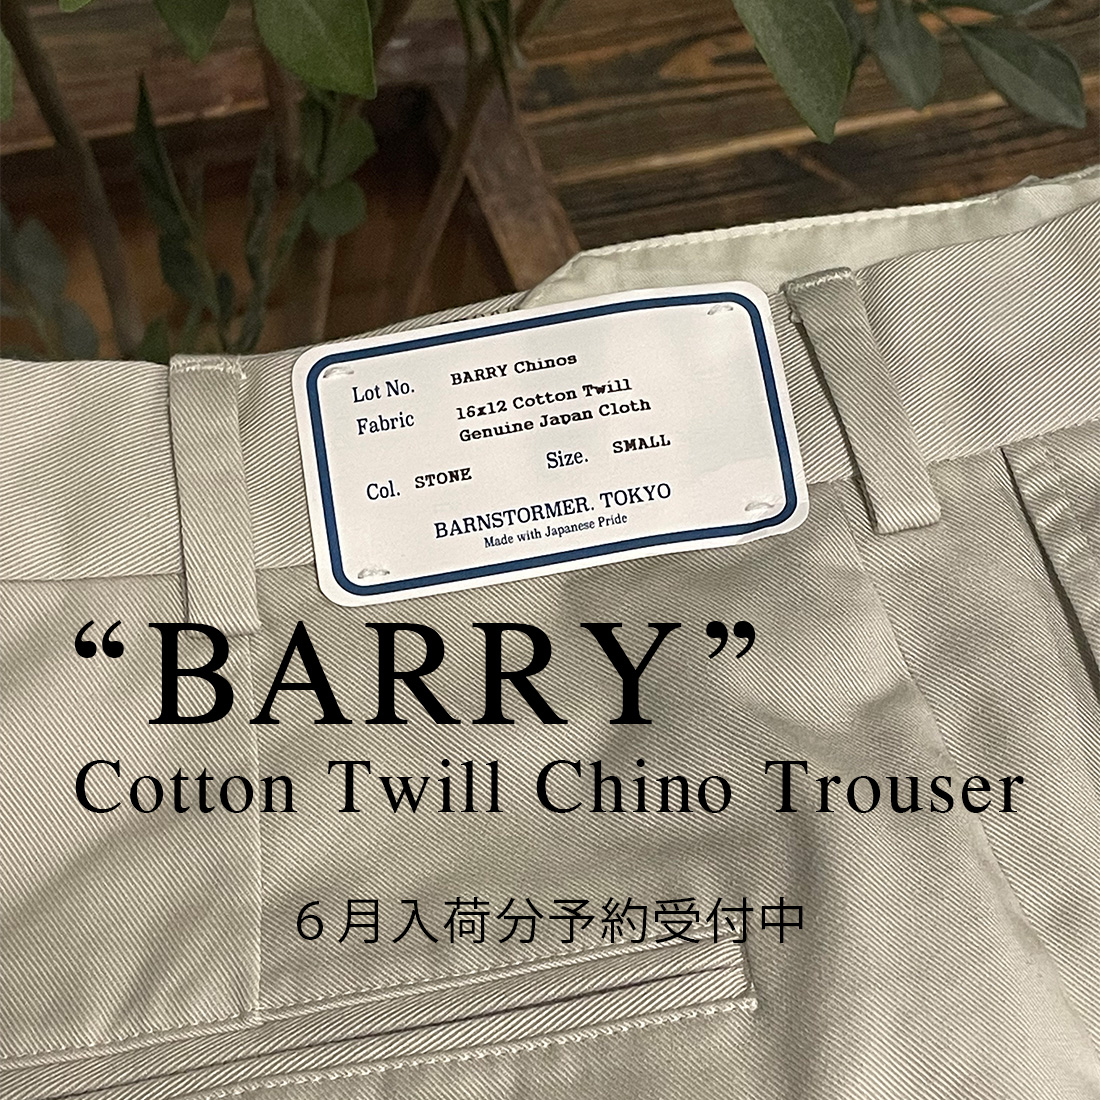 Lot No. BARRY Chinos
Fabric 16x12 Cotton Twill
Genuine Japan Cloth
Col. STONE Size. SMALL
BARNSTORMER. TOKYO
Made with Japanese Pride
“BARRY”
Cotton Twill Chino Trouser
６月入荷分予約受付中